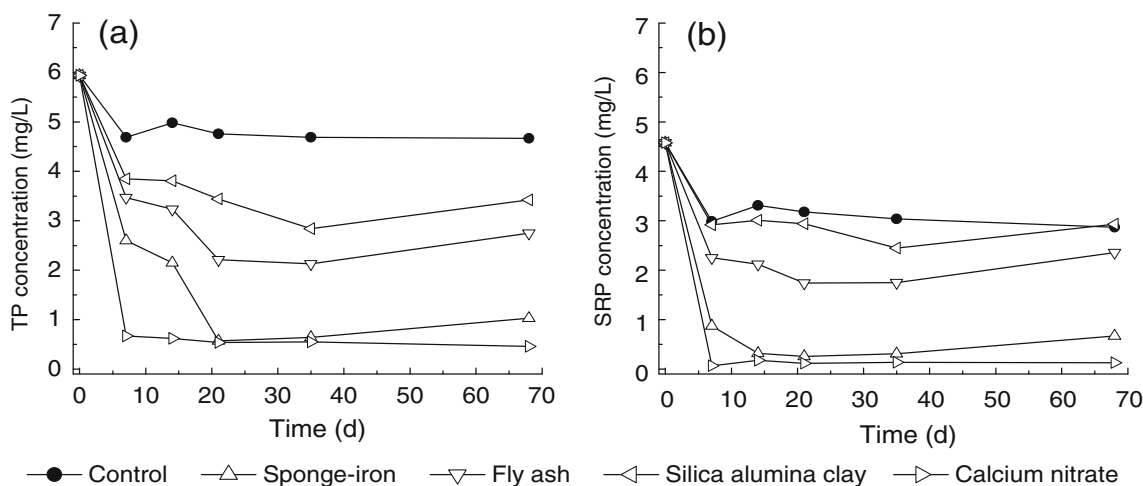 (a)
TP concentration (mg/L)
7
6
5
4
3
2
1
0
0 10 20 30 40 50 60 70
Time (d)
(b)
SRP concentration (mg/L)
7
6
5
4
3
2
1
0
0 10 20 30 40 50 60 70
Time (d)
Control Sponge-iron Fly ash Silica alumina clay Calcium nitrate